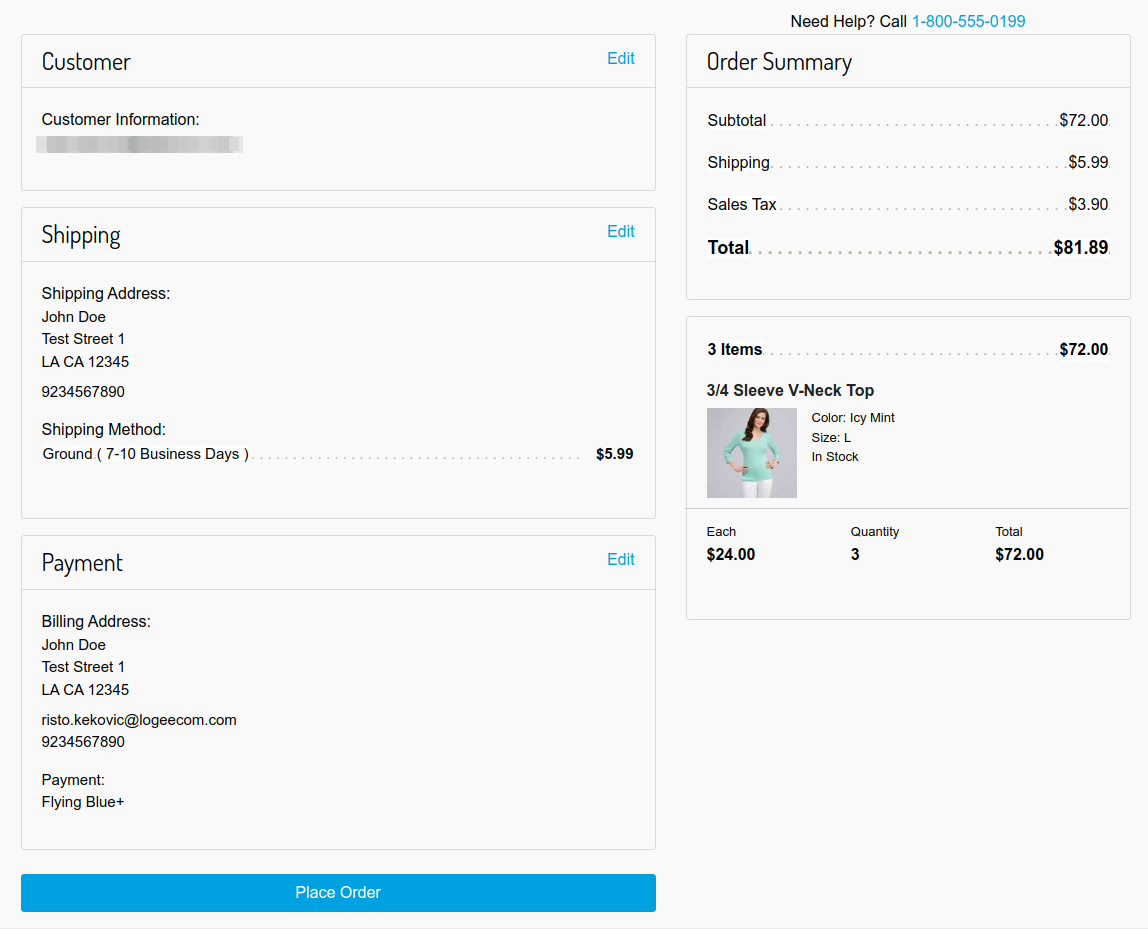 Need Help? Call 1-800-555-0199
Customer
Edit
Customer Information:
Shipping
Edit
Shipping Address:
John Doe
Test Street 1
LA CA 12345
9234567890
Shipping Method:
Ground ( 7-10 Business Days ) $5.99
Payment
Edit
Billing Address:
John Doe
Test Street 1
LA CA 12345
risto.kekovic@logeecom.com
9234567890
Payment:
Flying Blue+
Place Order
Order Summary
Subtotal $72.00
Shipping $5.99
Sales Tax $3.90
Total $81.89
3 Items $72.00
3/4 Sleeve V-Neck Top
Color: Icy Mint
Size: L
In Stock
Each Quantity Total
$24.00 3 $72.00